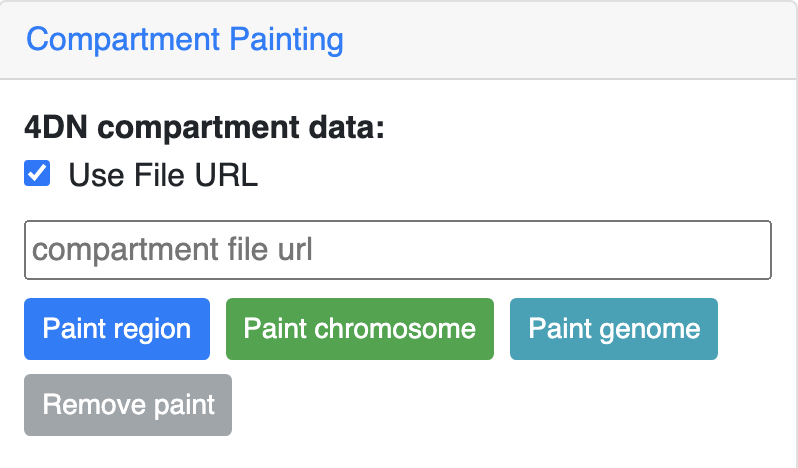 Compartment Painting
4DN compartment data:
Use File URL
compartment file url
Paint region Paint chromosome Paint genome
Remove paint